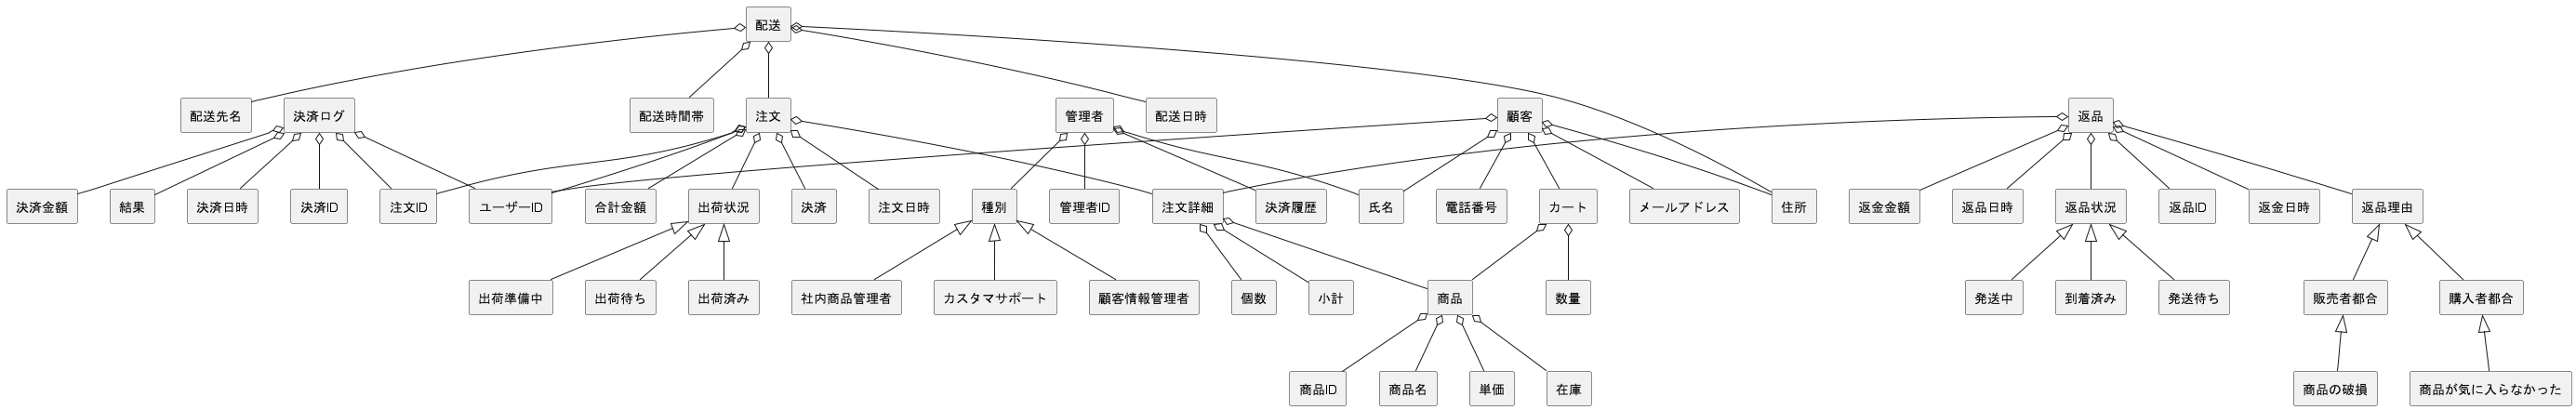 配送
配送先名
決済ログ
配送時間帯
注文
管理者
配送日時
顧客
返品
決済金額
結果
決済日時
決済ID
注文ID
ユーザーID
合計金額
出荷状況
決済
注文日時
種別
管理者ID
注文詳細
決済履歴
氏名
電話番号
カート
メールアドレス
住所
返金金額
返品日時
返品状況
返品ID
返金日時
返品理由
出荷準備中
出荷待ち
出荷済み
社内商品管理者
カスタマサポート
顧客情報管理者
個数
小計
商品
数量
発送中
到着済み
発送待ち
販売者都合
購入者都合
商品ID
商品名
単価
在庫
商品の破損
商品が気に入らなかった